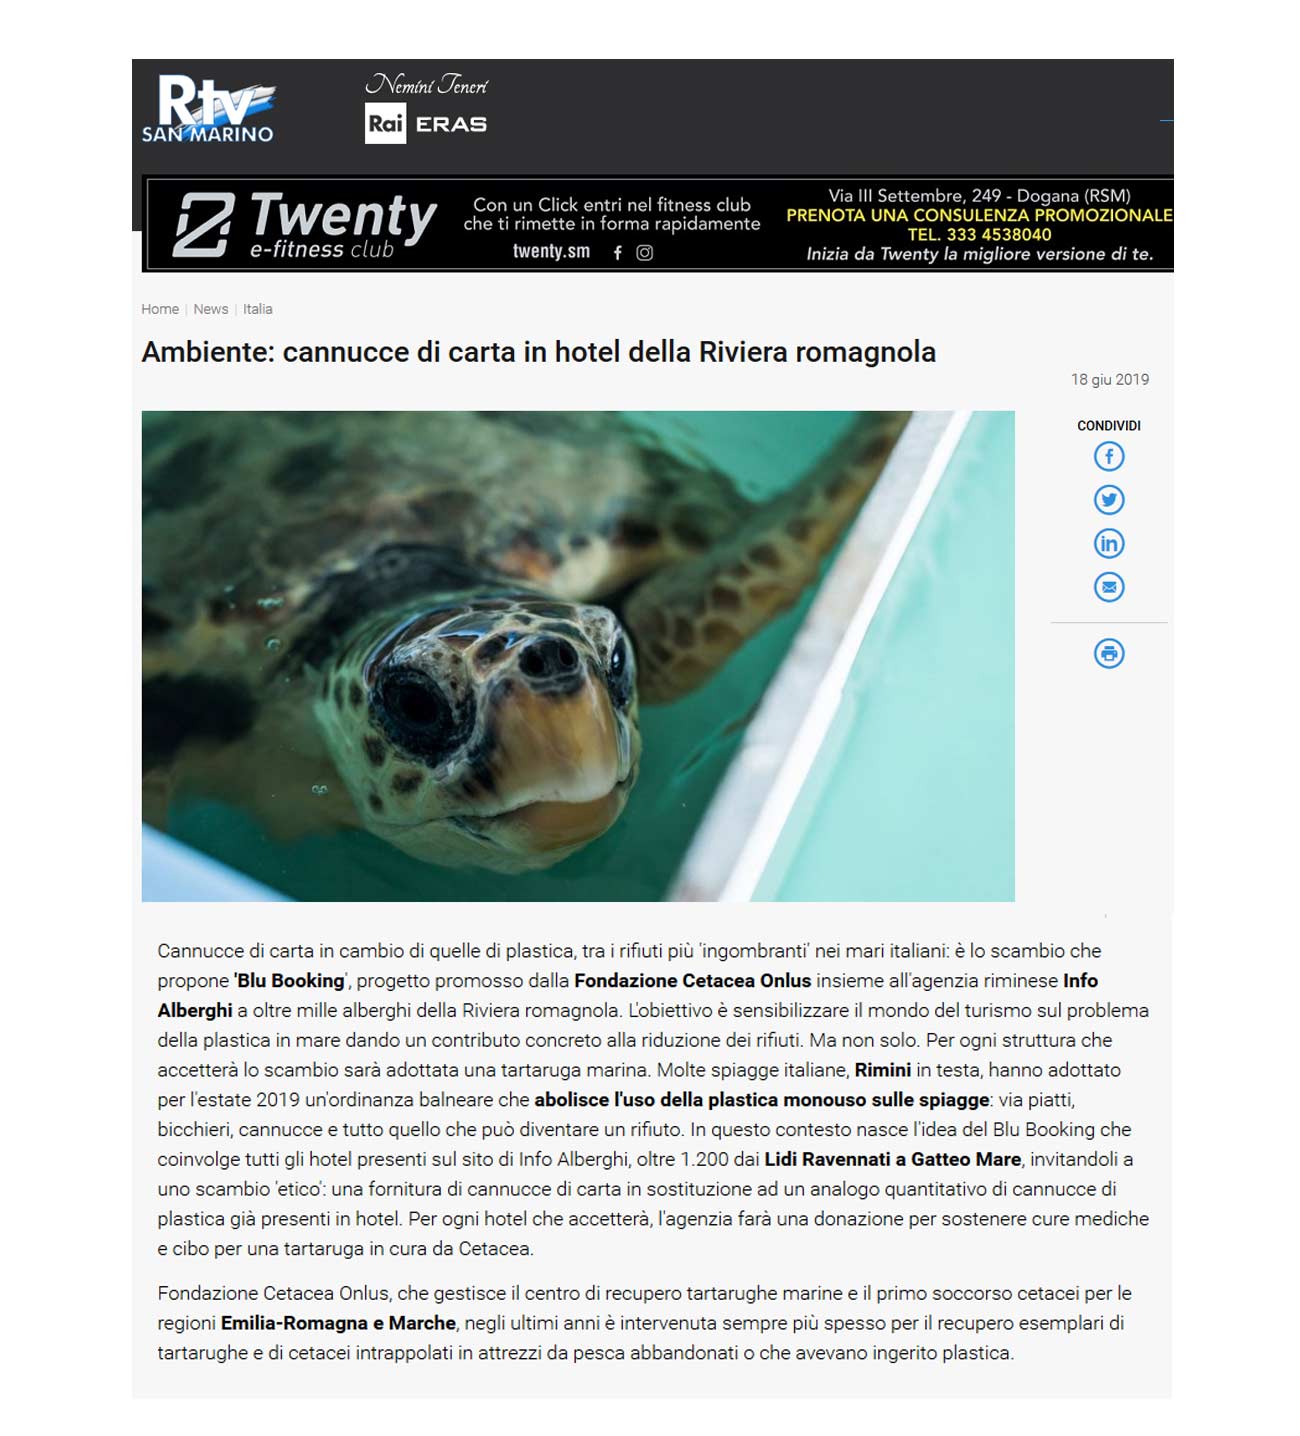 Rtv
SAN MARINO
Nemini Teneri
Rai ERAS
Twenty
e-fitness club
Con un Click entri nel fitness club
che ti rimette in forma rapidamente
twenty.sm
Via III Settembre, 249 - Dogana (RSM)
PRENOTA UNA CONSULENZA PROMOZIONALE
TEL. 333 4538040
Inizia da Twenty la migliore versione di te.
Home | News | Italia
Ambiente: cannucce di carta in hotel della Riviera romagnola
18 giu 2019
CONDIVIDI
Cannucce di carta in cambio di quelle di plastica, tra i rifiuti più 'ingombranti' nei mari italiani: è lo scambio che
propone 'Blu Booking', progetto promosso dalla Fondazione Cetacea Onlus insieme all'agenzia riminese Info
Alberghi a oltre mille alberghi della Riviera romagnola. L'obiettivo è sensibilizzare il mondo del turismo sul problema
della plastica in mare dando un contributo concreto alla riduzione dei rifiuti. Ma non solo. Per ogni struttura che
accetterà lo scambio sarà adottata una tartaruga marina. Molte spiagge italiane, Rimini in testa, hanno adottato
per l'estate 2019 un'ordinanza balneare che abolisce l'uso della plastica monouso sulle spiagge: via piatti,
bicchieri, cannucce e tutto quello che può diventare un rifiuto. In questo contesto nasce l'idea del Blu Booking che
coinvolge tutti gli hotel presenti sul sito di Info Alberghi, oltre 1.200 dai Lidi Ravennati a Gatteo Mare, invitandoli a
uno scambio 'etico': una fornitura di cannucce di carta in sostituzione ad un analogo quantitativo di cannucce di
plastica già presenti in hotel. Per ogni hotel che accetterà, l'agenzia farà una donazione per sostenere cure mediche
e cibo per una tartaruga in cura da Cetacea.
Fondazione Cetacea Onlus, che gestisce il centro di recupero tartarughe marine e il primo soccorso cetacei per le
regioni Emilia-Romagna e Marche, negli ultimi anni è intervenuta sempre più spesso per il recupero esemplari di
tartarughe e di cetacei intrappolati in attrezzi da pesca abbandonati o che avevano ingerito plastica.